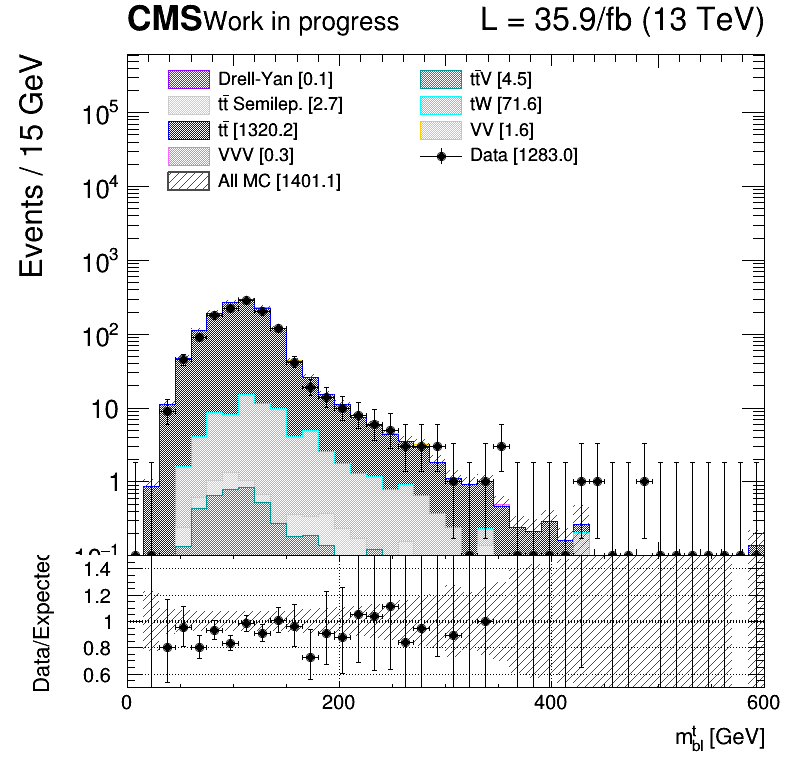 CMS Work in progress L = 35.9/fb (13 TeV)
Events / 15 GeV
Drell-Yan [0.1]
tt̄ Semilep. [2.7]
tt̄ [1320.2]
VVV [0.3]
All MC [1401.1]
tt̄V [4.5]
tW [71.6]
VV [1.6]
Data [1283.0]
10⁵
10⁴
10³
10²
10
1
10⁻¹
Data/Expected
1.4
1.2
1
0.8
0.6
0 200 400 600
mᵗbl [GeV]